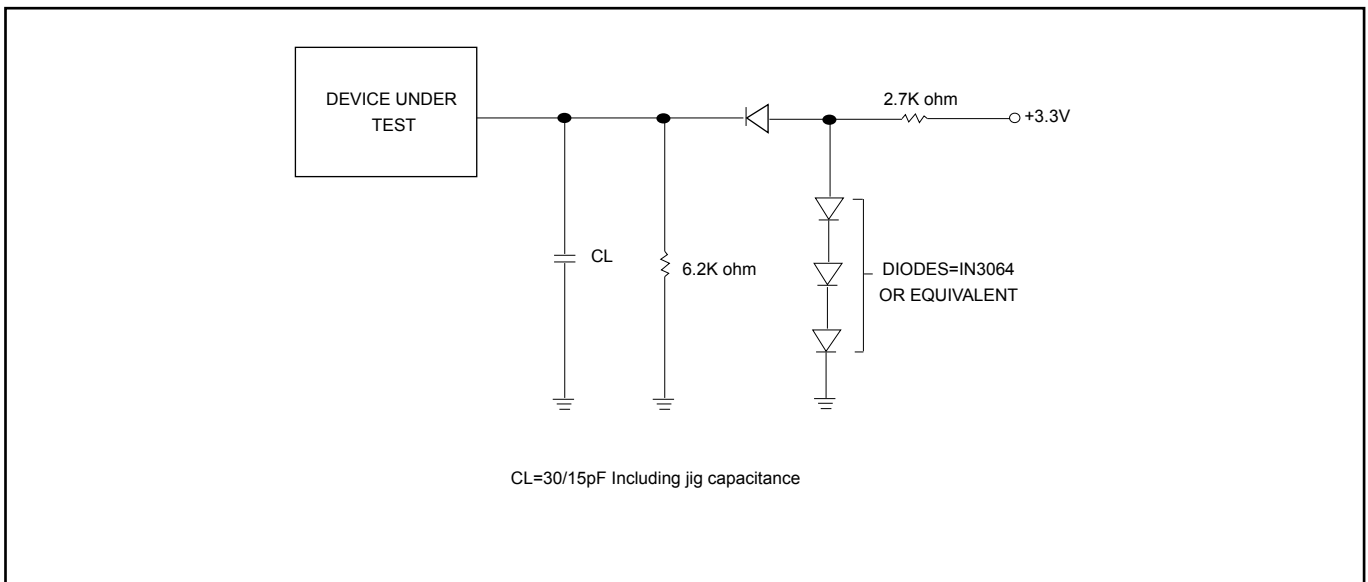 DEVICE UNDER
TEST
2.7K ohm
+3.3V
CL
6.2K ohm
DIODES=IN3064
OR EQUIVALENT
CL=30/15pF Including jig capacitance